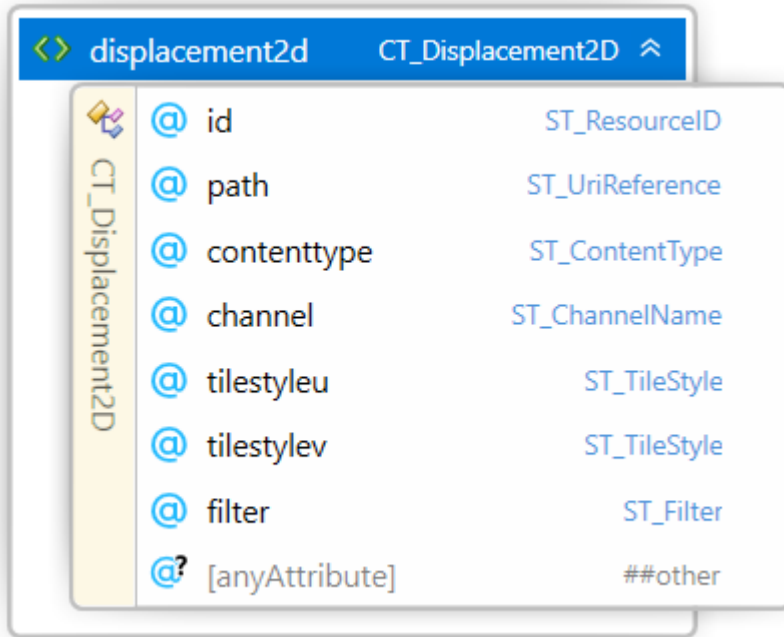 displacement2d CT_Displacement2D
CT_Displacement2D
@ id ST_ResourceID
@ path ST_UriReference
@ contenttype ST_ContentType
@ channel ST_ChannelName
@ tilestyleu ST_TileStyle
@ tilestylev ST_TileStyle
@ filter ST_Filter
@? [anyAttribute] ##other